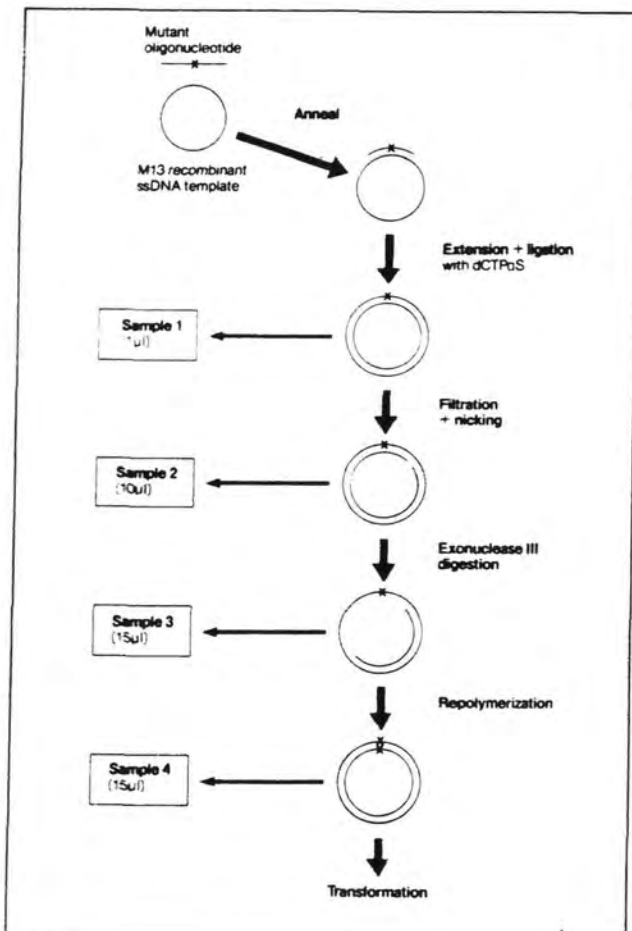 Mutant
oligonucleotide
Anneal
M13 recombinant
ssDNA template
Extension + ligation
with dCTPαS
Sample 1
(1µl)
Filtration
+ nicking
Sample 2
(10µl)
Exonuclease III
digestion
Sample 3
(15µl)
Repolymerization
Sample 4
(15µl)
Transformation